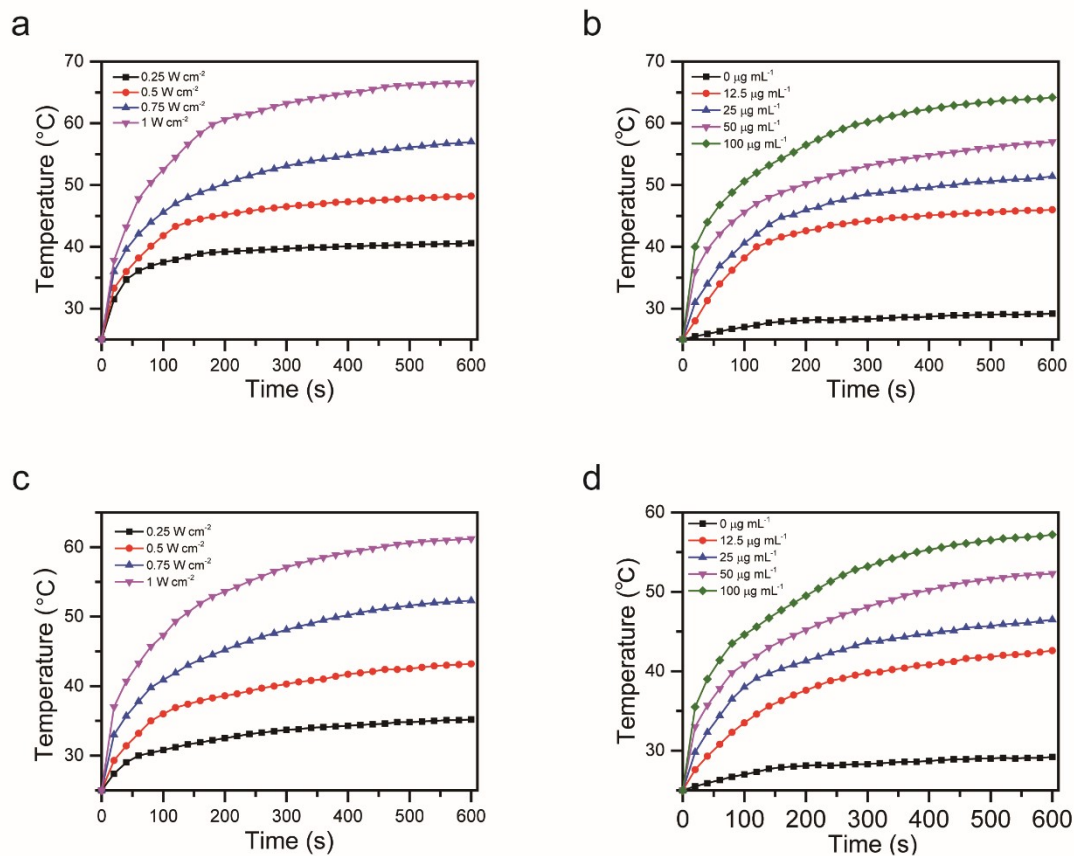 a
70
60
50
40
30
0.25 W cm⁻²
0.5 W cm⁻²
0.75 W cm⁻²
1 W cm⁻²
Temperature (°C)
0 100 200 300 400 500 600
Time (s)
b
70
60
50
40
30
0 μg mL⁻¹
12.5 μg mL⁻¹
25 μg mL⁻¹
50 μg mL⁻¹
100 μg mL⁻¹
Temperature (℃)
0 100 200 300 400 500 600
Time (s)
c
60
50
40
30
0.25 W cm⁻²
0.5 W cm⁻²
0.75 W cm⁻²
1 W cm⁻²
Temperature (°C)
0 100 200 300 400 500 600
Time (s)
d
60
50
40
30
0 μg mL⁻¹
12.5 μg mL⁻¹
25 μg mL⁻¹
50 μg mL⁻¹
100 μg mL⁻¹
Temperature (℃)
0 100 200 300 400 500 600
Time (s)